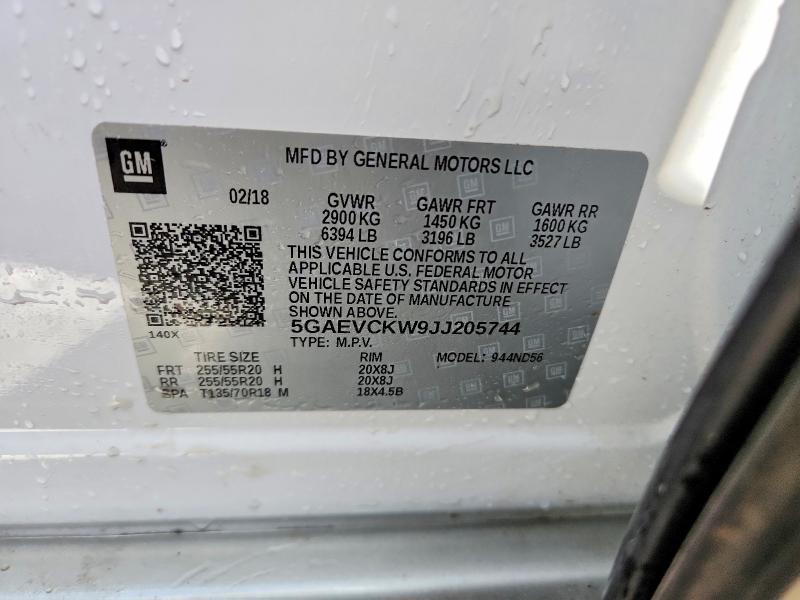 GM
MFD BY GENERAL MOTORS LLC
02/18 GVWR GAWR FRT GAWR RR
2900 KG 1450 KG 1600 KG
6394 LB 3196 LB 3527 LB
THIS VEHICLE CONFORMS TO ALL
APPLICABLE U.S. FEDERAL MOTOR
VEHICLE SAFETY STANDARDS IN EFFECT
ON THE DATE OF MANUFACTURE
SHOWN ABOVE.
5GAEVCKW9JJ205744
140X
TYPE: M.P.V.
TIRE SIZE RIM MODEL: 944ND56
FRT 255/55R20 H 20X8J
RR 255/55R20 H 20X8J
SPA T135/70R18 M 18X4.5B